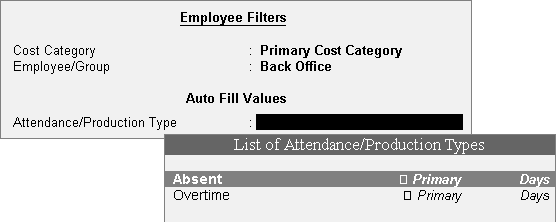 Employee Filters
Cost Category : Primary Cost Category
Employee/Group : Back Office
Auto Fill Values
Attendance/Production Type :
List of Attendance/Production Types
Absent □ Primary Days
Overtime □ Primary Days